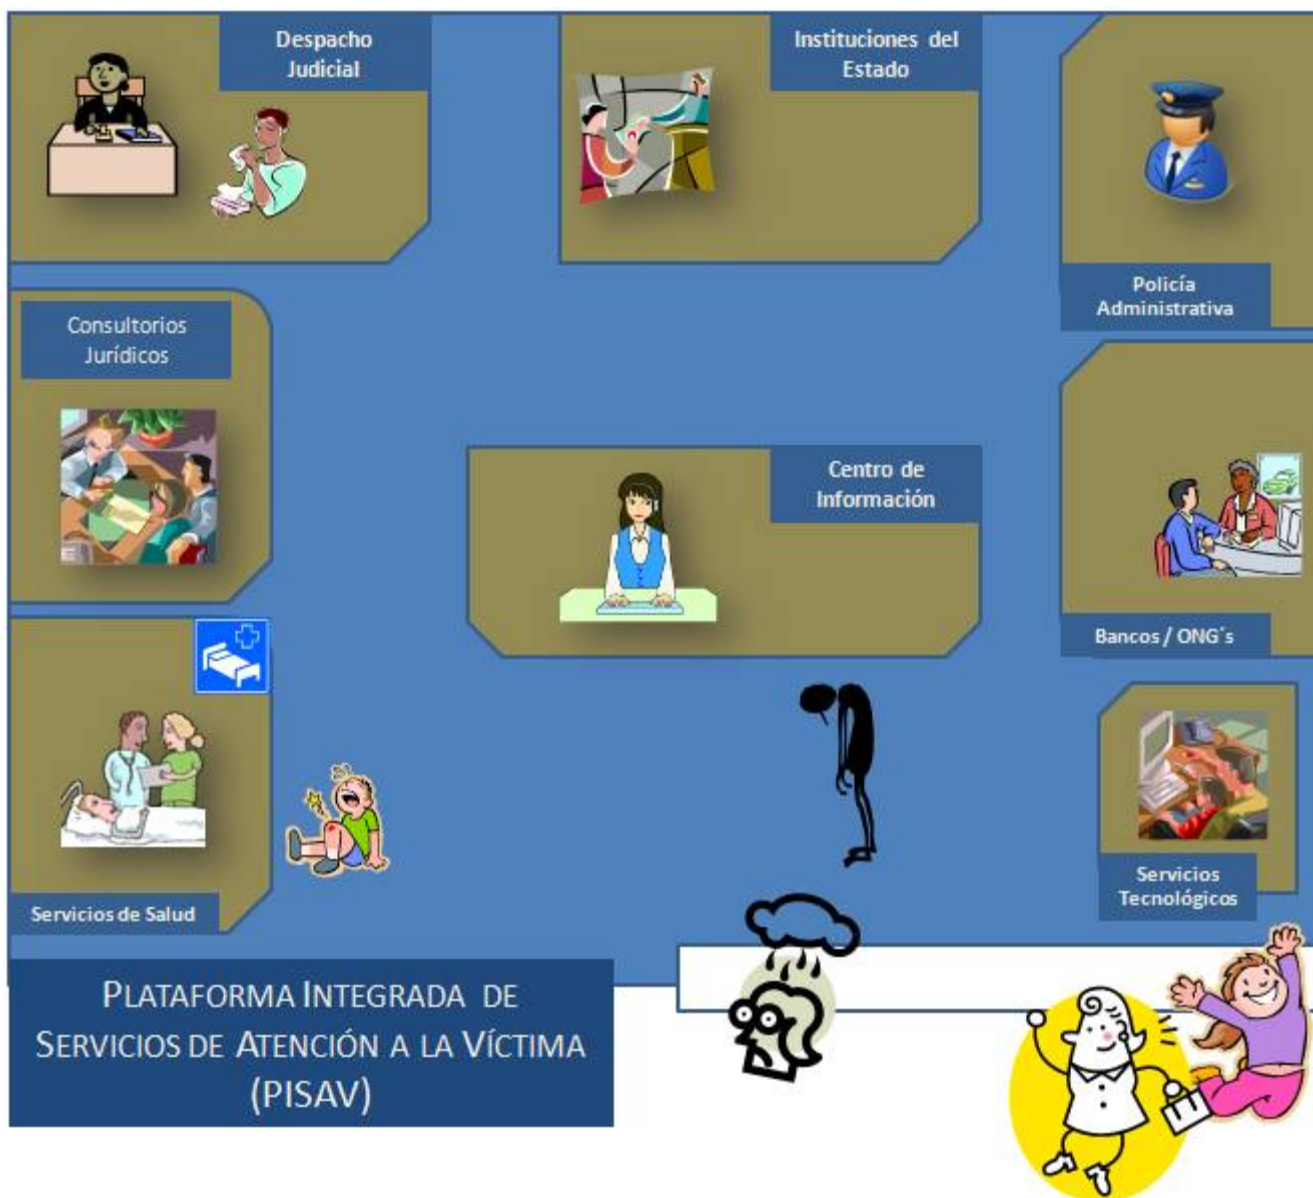 Despacho
Judicial
Instituciones del
Estado
Policía
Administrativa
Consultorios
Jurídicos
Centro de
Información
Bancos / ONG´s
Servicios de Salud
Servicios
Tecnológicos
PLATAFORMA INTEGRADA DE
SERVICIOS DE ATENCIÓN A LA VÍCTIMA
(PISAV)